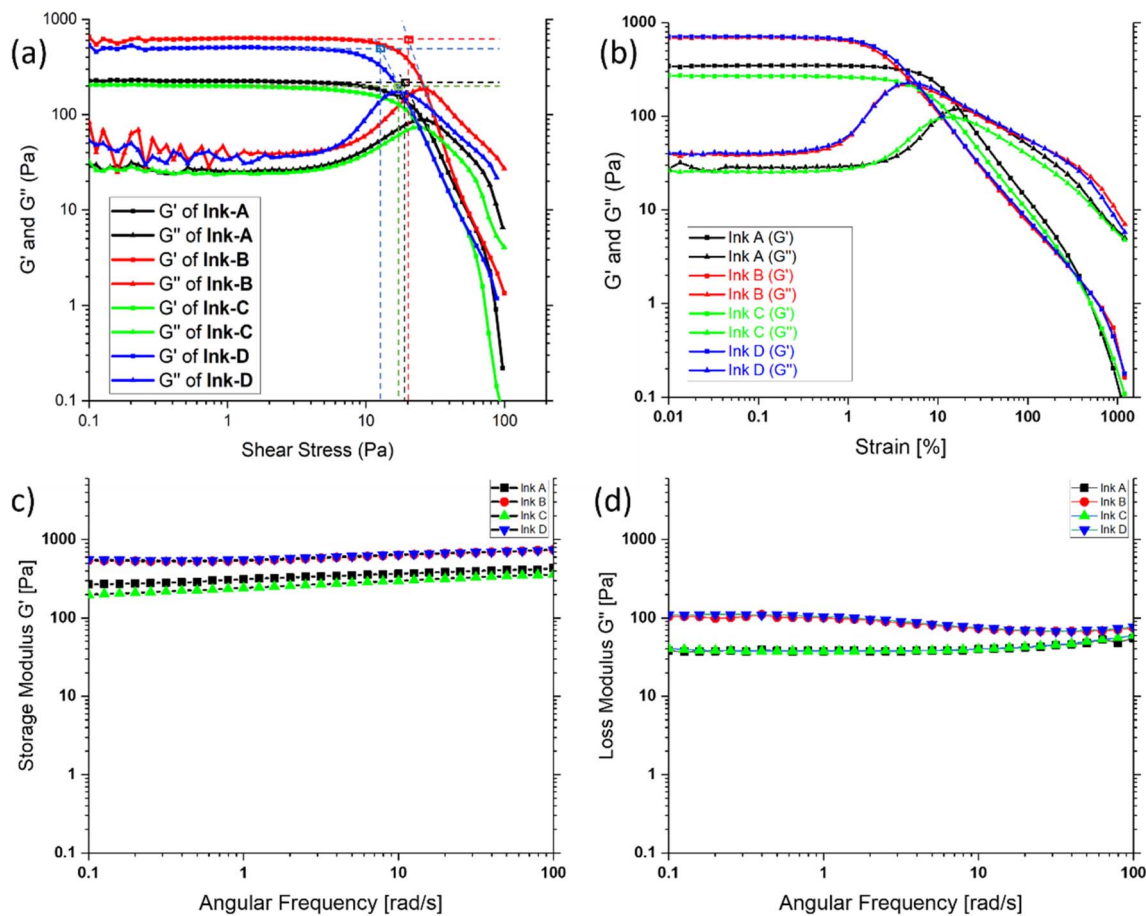 (a)
1000
100
10
1
0.1
G' and G'' (Pa)
G' of Ink-A
G'' of Ink-A
G' of Ink-B
G'' of Ink-B
G' of Ink-C
G'' of Ink-C
G' of Ink-D
G'' of Ink-D
0.1 1 10 100
Shear Stress (Pa)
(b)
1000
100
10
1
0.1
G' and G'' (Pa)
Ink A (G')
Ink A (G'')
Ink B (G')
Ink B (G'')
Ink C (G')
Ink C (G'')
Ink D (G')
Ink D (G'')
0.01 0.1 1 10 100 1000
Strain [%]
c)
1000
100
10
1
0.1
Storage Modulus G' [Pa]
Ink A
Ink B
Ink C
Ink D
0.1 1 10 100
Angular Frequency [rad/s]
(d)
1000
100
10
1
0.1
Loss Modulus G'' [Pa]
Ink A
Ink B
Ink C
Ink D
0.1 1 10 100
Angular Frequency [rad/s]